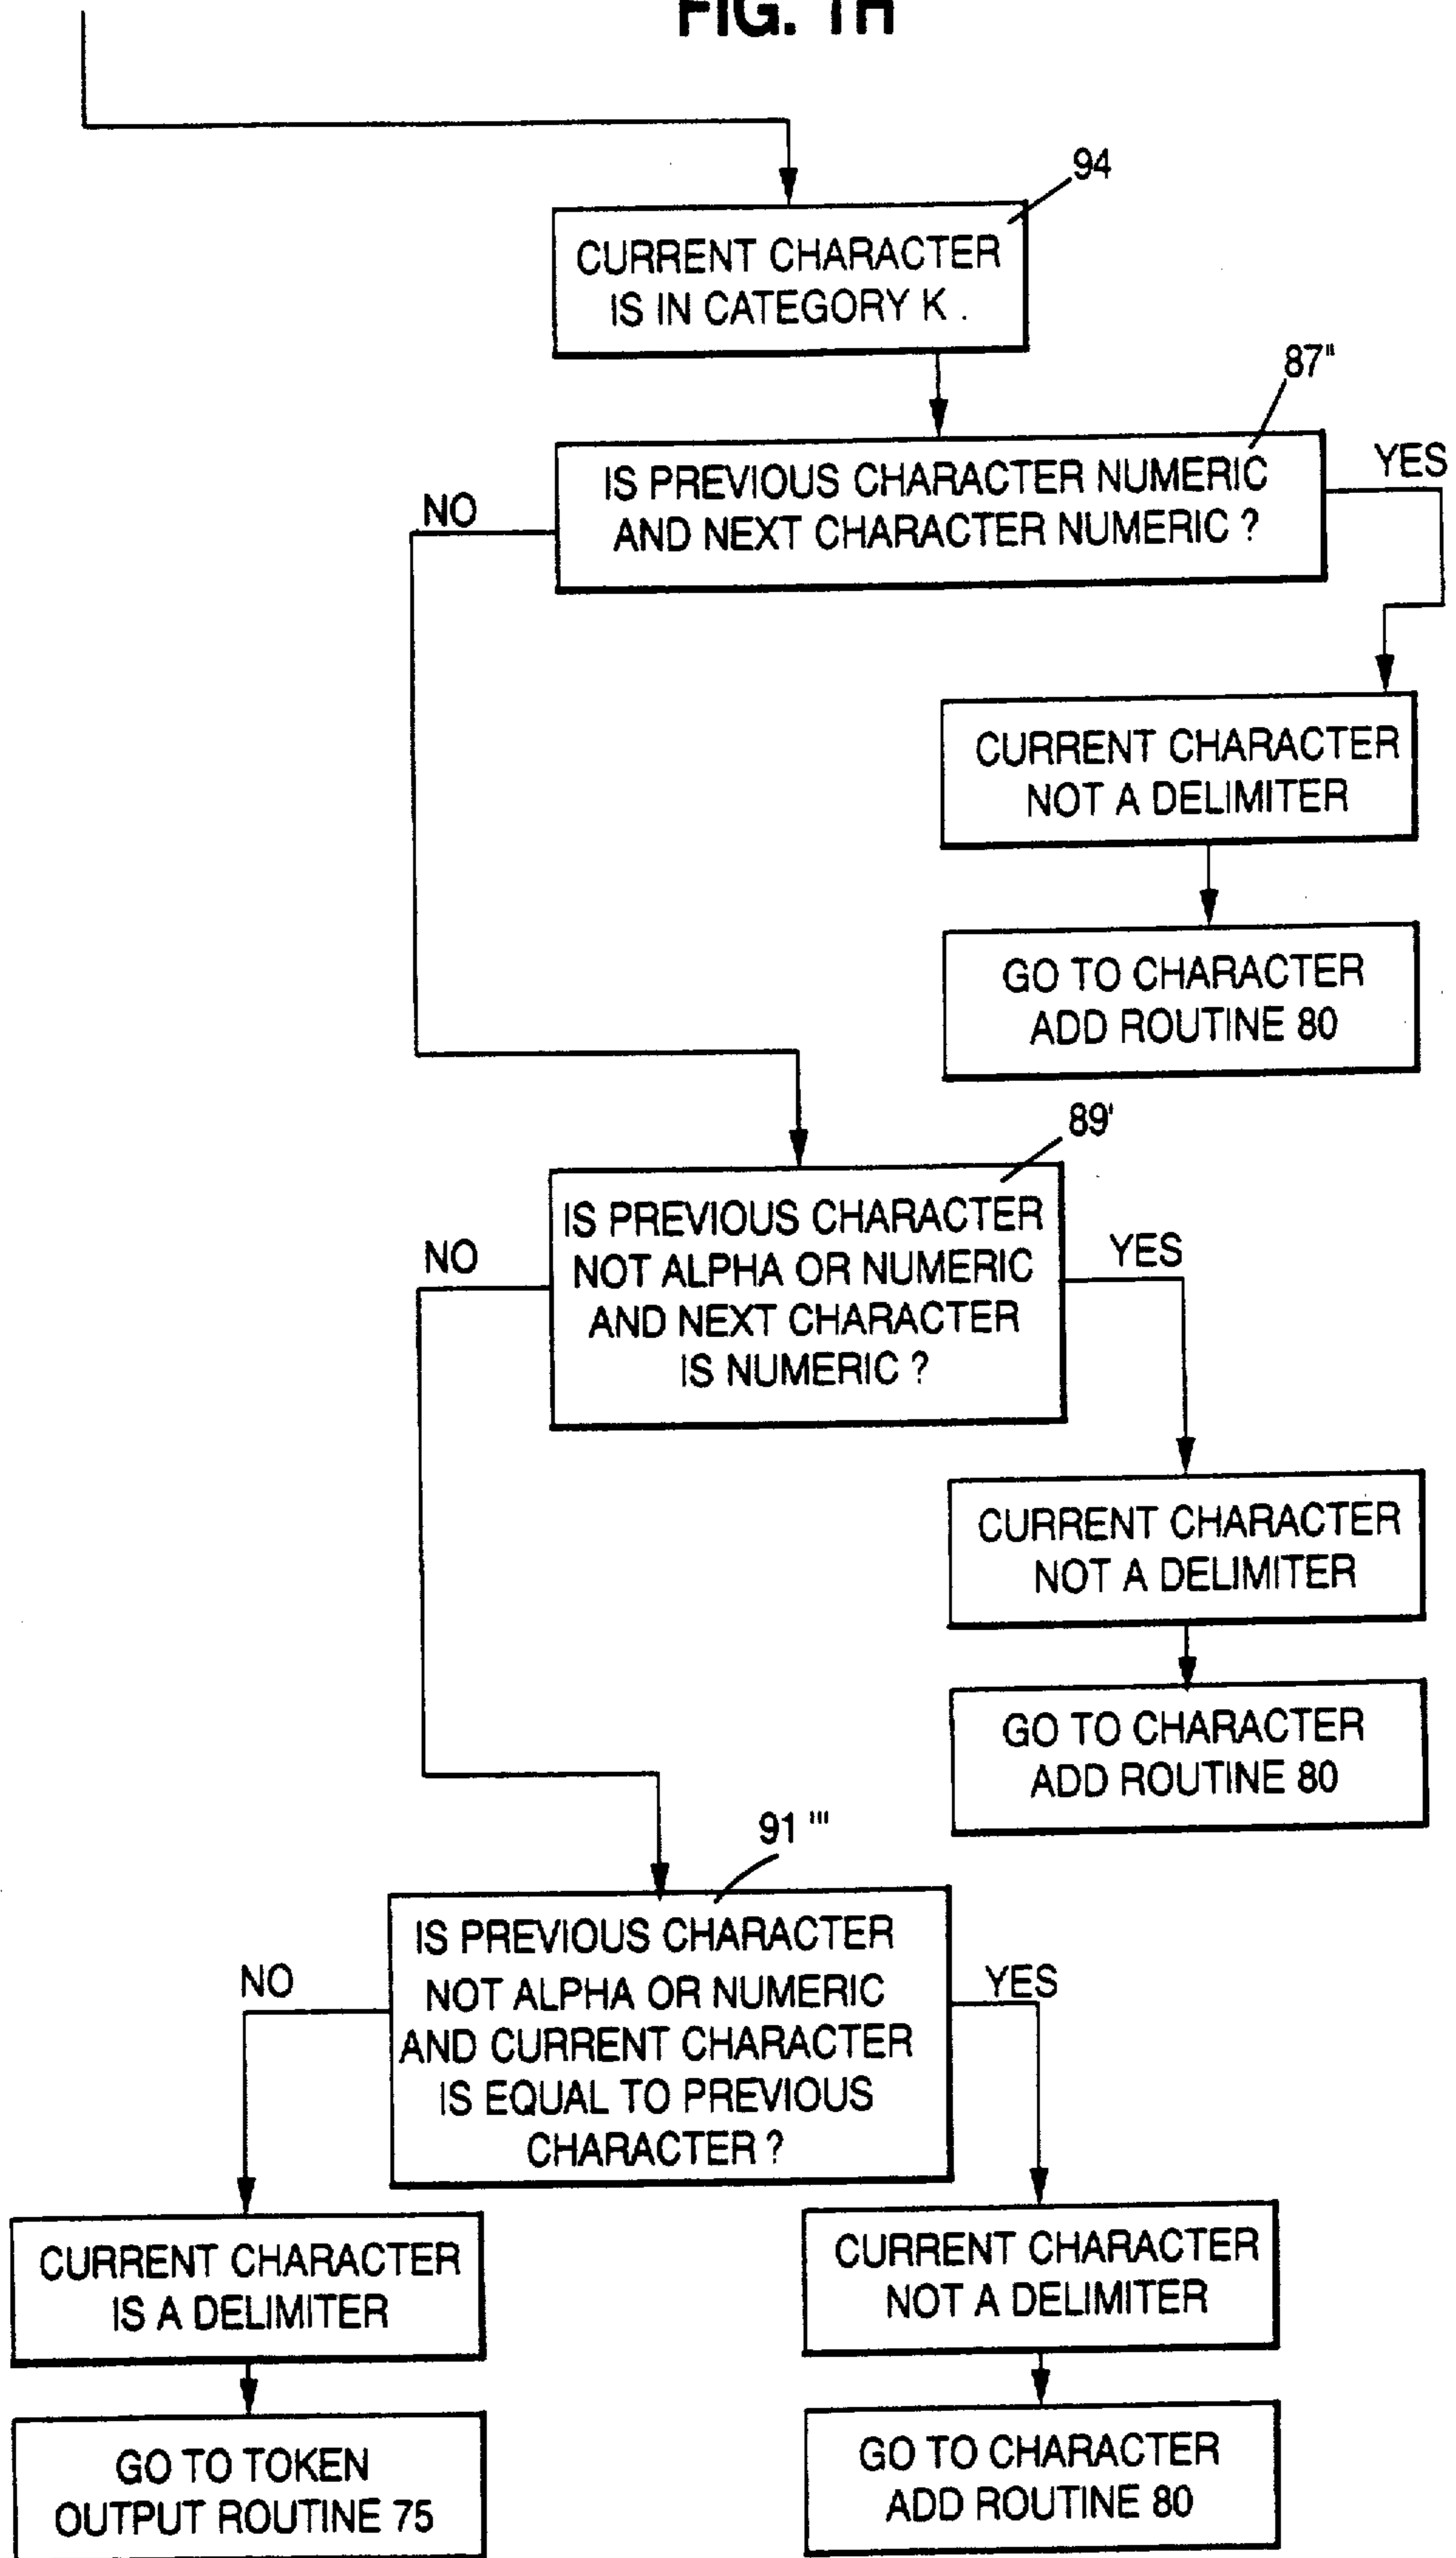 FIG. 1H
94
CURRENT CHARACTER
IS IN CATEGORY K .
87"
YES
IS PREVIOUS CHARACTER NUMERIC
AND NEXT CHARACTER NUMERIC ?
NO
CURRENT CHARACTER
NOT A DELIMITER
GO TO CHARACTER
ADD ROUTINE 80
89'
IS PREVIOUS CHARACTER
NOT ALPHA OR NUMERIC
AND NEXT CHARACTER
IS NUMERIC ?
NO
YES
CURRENT CHARACTER
NOT A DELIMITER
GO TO CHARACTER
ADD ROUTINE 80
91 '''
IS PREVIOUS CHARACTER
NOT ALPHA OR NUMERIC
AND CURRENT CHARACTER
IS EQUAL TO PREVIOUS
CHARACTER ?
NO
YES
CURRENT CHARACTER
IS A DELIMITER
CURRENT CHARACTER
NOT A DELIMITER
GO TO TOKEN
OUTPUT ROUTINE 75
GO TO CHARACTER
ADD ROUTINE 80